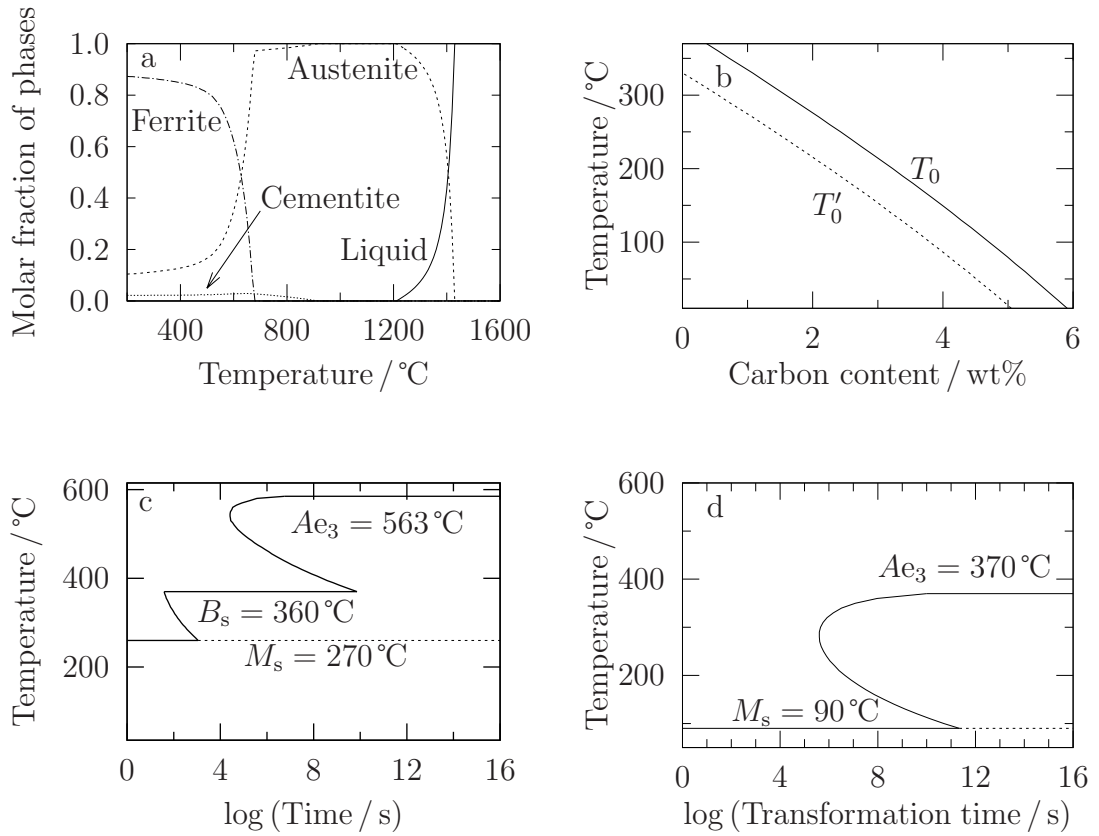 Molar fraction of phases
1.0
0.8
0.6
0.4
0.2
0.0
a
Austenite
Ferrite
Cementite
Liquid
400 800 1200 1600
Temperature / °C
Temperature / °C
300
200
100
b
T₀
T₀′
0 2 4 6
Carbon content / wt%
Temperature / °C
600
400
200
c
Ae₃ = 563 °C
Bₛ = 360 °C
Mₛ = 270 °C
0 4 8 12 16
log (Time / s)
Temperature / °C
600
400
200
d
Ae₃ = 370 °C
Mₛ = 90 °C
0 4 8 12 16
log (Transformation time / s)